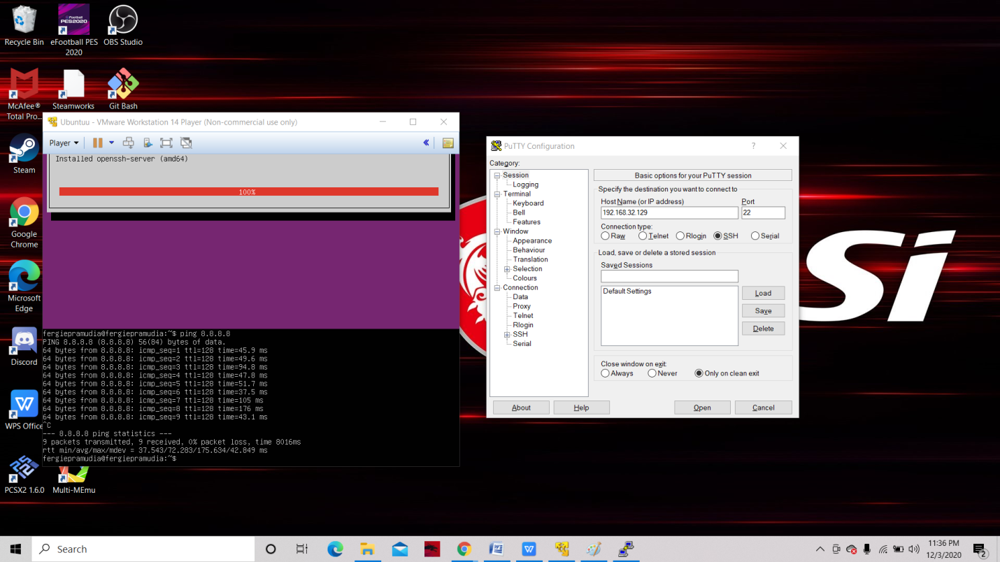 Recycle Bin
eFootball PES 2020
OBS Studio
McAfee® Total Pro...
Steamworks
Git Bash
Steam
Google Chrome
Microsoft Edge
Discord
WPS Office
PCSX2 1.6.0
Multi-MEmu
Ubuntuu - VMware Workstation 14 Player (Non-commercial use only)
Player
Installed openssh-server (amd64)
100%
fergiepramudia@fergiepramudia:~$ ping 8.8.8.8
PING 8.8.8.8 (8.8.8.8) 56(84) bytes of data.
64 bytes from 8.8.8.8: icmp_seq=1 ttl=128 time=45.9 ms
64 bytes from 8.8.8.8: icmp_seq=2 ttl=128 time=49.6 ms
64 bytes from 8.8.8.8: icmp_seq=3 ttl=128 time=94.8 ms
64 bytes from 8.8.8.8: icmp_seq=4 ttl=128 time=47.8 ms
64 bytes from 8.8.8.8: icmp_seq=5 ttl=128 time=51.7 ms
64 bytes from 8.8.8.8: icmp_seq=6 ttl=128 time=37.5 ms
64 bytes from 8.8.8.8: icmp_seq=7 ttl=128 time=105 ms
64 bytes from 8.8.8.8: icmp_seq=8 ttl=128 time=176 ms
64 bytes from 8.8.8.8: icmp_seq=9 ttl=128 time=43.1 ms
^C
--- 8.8.8.8 ping statistics ---
9 packets transmitted, 9 received, 0% packet loss, time 8016ms
rtt min/avg/max/mdev = 37.543/72.283/175.634/42.849 ms
fergiepramudia@fergiepramudia:~$
PuTTY Configuration
Category:
Session
Logging
Terminal
Keyboard
Bell
Features
Window
Appearance
Behaviour
Translation
Selection
Colours
Connection
Data
Proxy
Telnet
Rlogin
SSH
Serial
Basic options for your PuTTY session
Specify the destination you want to connect to
Host Name (or IP address) Port
192.168.32.129 22
Connection type:
Raw Telnet Rlogin SSH Serial
Load, save or delete a stored session
Saved Sessions
Default Settings
Load
Save
Delete
Close window on exit:
Always Never Only on clean exit
About Help Open Cancel
Si
Search
11:36 PM
12/3/2020
2